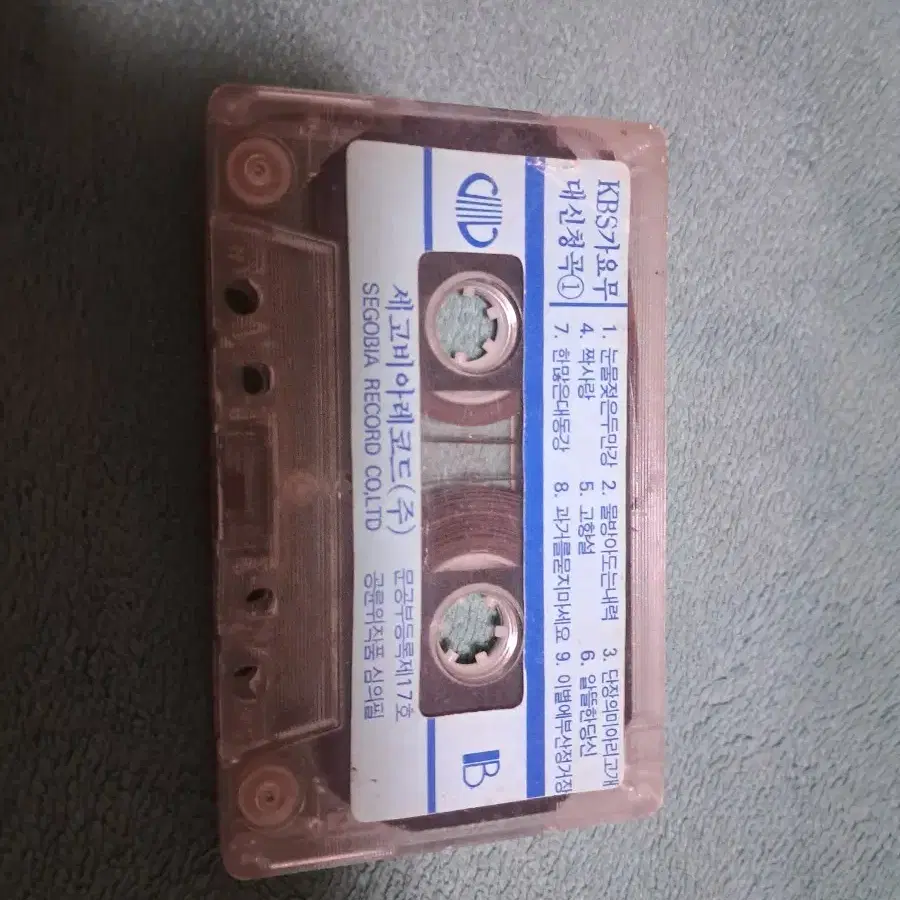 KBS가요무
대신청곡①
1. 눈물젖은두만강 2. 물방아도는내력 3. 단장의미아리고개
4. 짝사랑 5. 고향설 6. 알뜰한당신
7. 한많은대동강 8. 과거를묻지마세요 9. 이별에부산정거장
B
세고비아레코드(주)
SEGOBIA RECORD CO,LTD
문공부등록제17호
공륜위작품 심의필